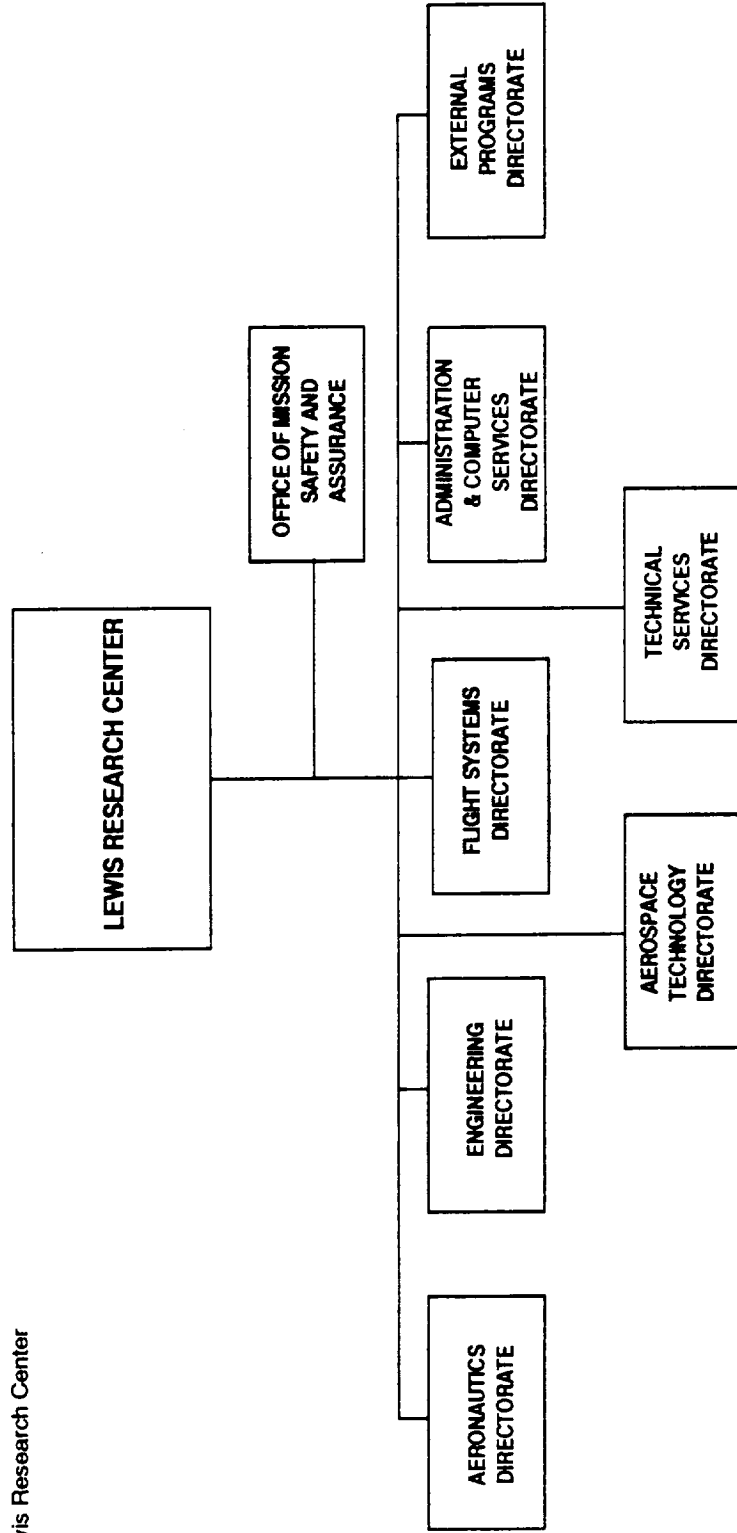 vis Research Center
LEWIS RESEARCH CENTER
OFFICE OF MISSION
SAFETY AND
ASSURANCE
AERONAUTICS
DIRECTORATE
ENGINEERING
DIRECTORATE
FLIGHT SYSTEMS
DIRECTORATE
ADMINISTRATION
& COMPUTER
SERVICES
DIRECTORATE
EXTERNAL
PROGRAMS
DIRECTORATE
AEROSPACE
TECHNOLOGY
DIRECTORATE
TECHNICAL
SERVICES
DIRECTORATE